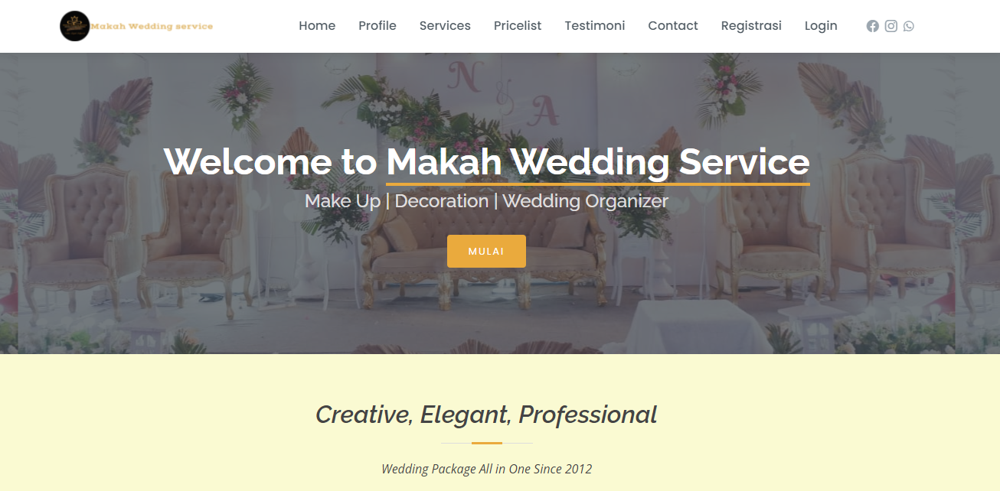 Makah Wedding service
Home Profile Services Pricelist Testimoni Contact Registrasi Login
N
&
A
Welcome to Makah Wedding Service
Make Up | Decoration | Wedding Organizer
MULAI
Creative, Elegant, Professional
Wedding Package All in One Since 2012